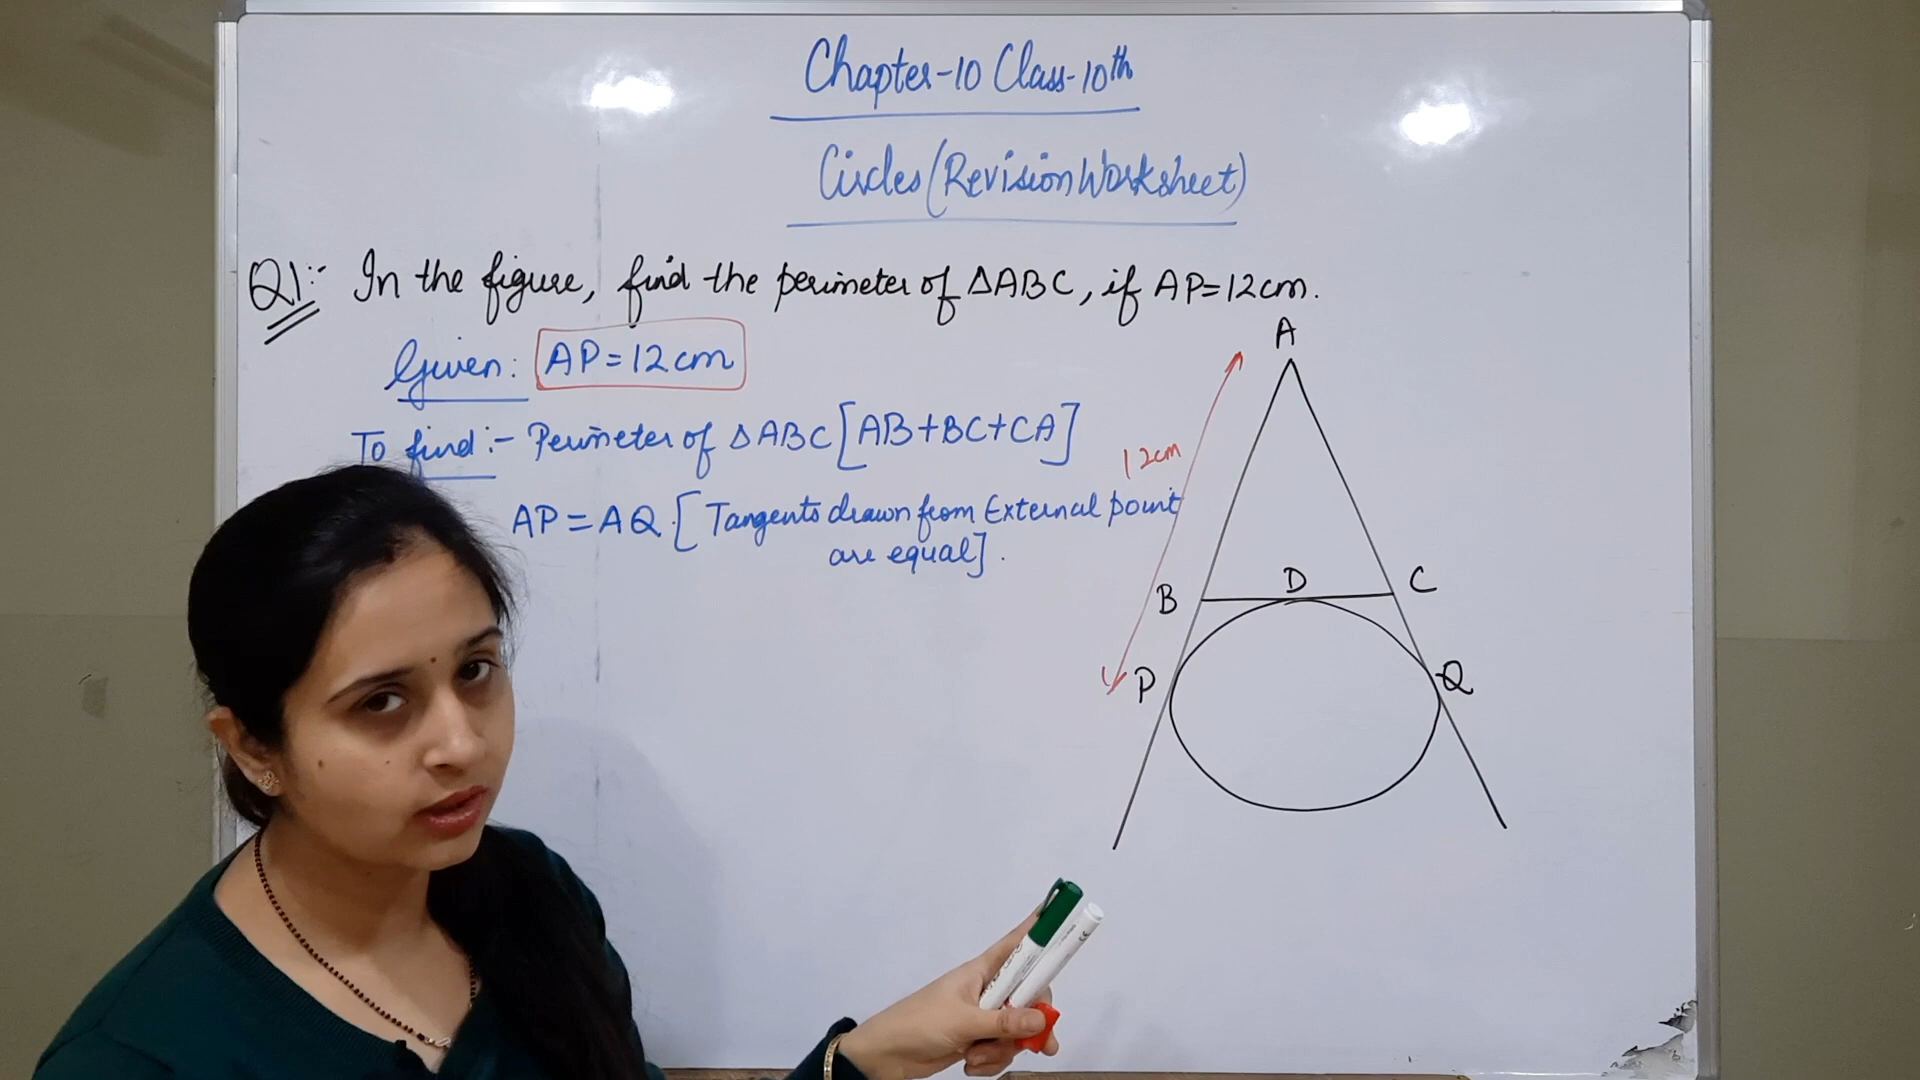 Chapter-10 Class-10th
Circles (Revision Worksheet)
Q1:- In the figure, find the perimeter of ΔABC, if AP=12cm.
Given: AP=12cm
To find:- Perimeter of ΔABC [AB+BC+CA]
AP=AQ. [Tangents drawn from External point
are equal].
A
12cm
B D C
P Q